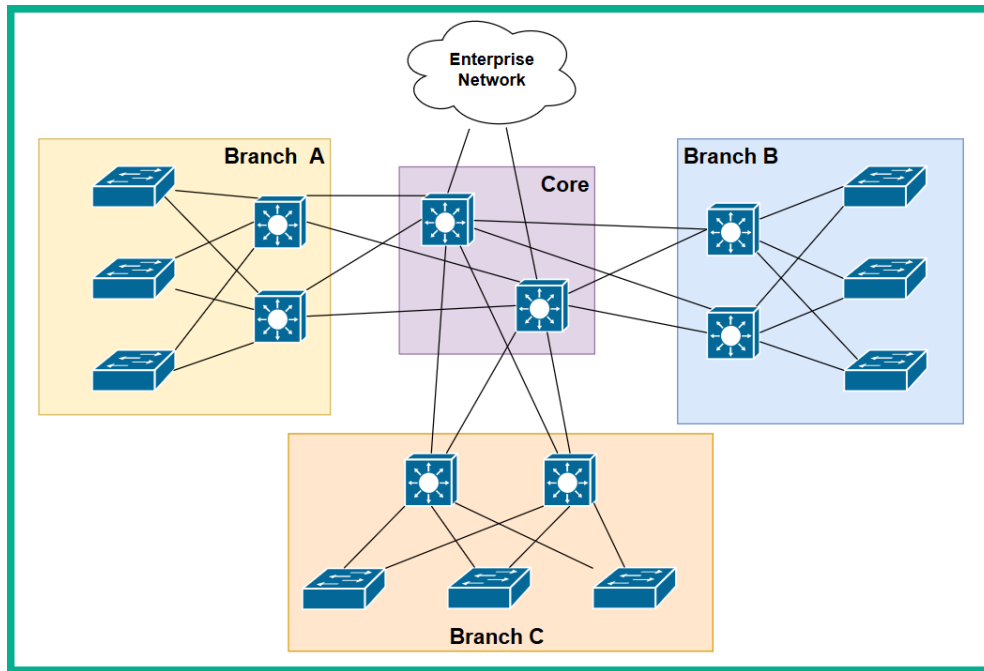 Enterprise
Network
Branch  A
Core
Branch B
Branch C